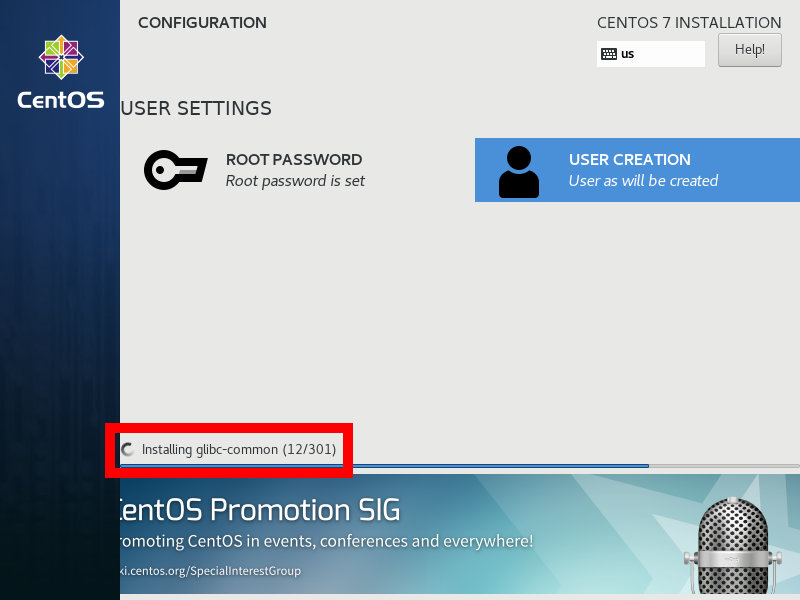 CONFIGURATION
CENTOS 7 INSTALLATION
us
Help!
CentOS
USER SETTINGS
ROOT PASSWORD
Root password is set
USER CREATION
User as will be created
Installing glibc-common (12/301)
CentOS Promotion SIG
romoting CentOS in events, conferences and everywhere!
ki.centos.org/SpecialInterestGroup